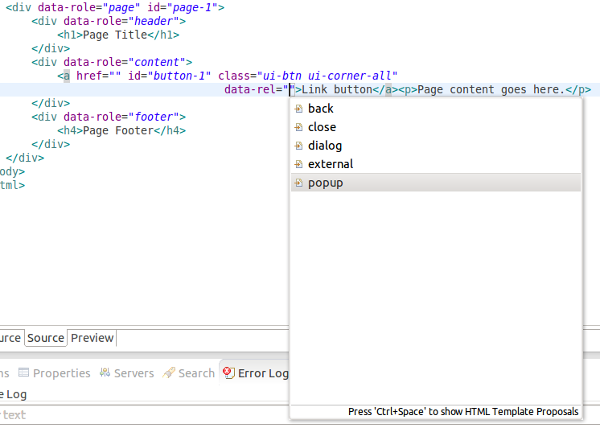 <div data-role="page" id="page-1">
<div data-role="header">
<h1>Page Title</h1>
</div>
<div data-role="content">
<a href="" id="button-1" class="ui-btn ui-corner-all"
data-rel="">Link button</a><p>Page content goes here.</p>
</div>
<div data-role="footer">
<h4>Page Footer</h4>
</div>
</div>
ody>
tml>
back
close
dialog
external
popup
Press 'Ctrl+Space' to show HTML Template Proposals
urce Source Preview
ns Properties Servers Search Error Log
e Log
r text